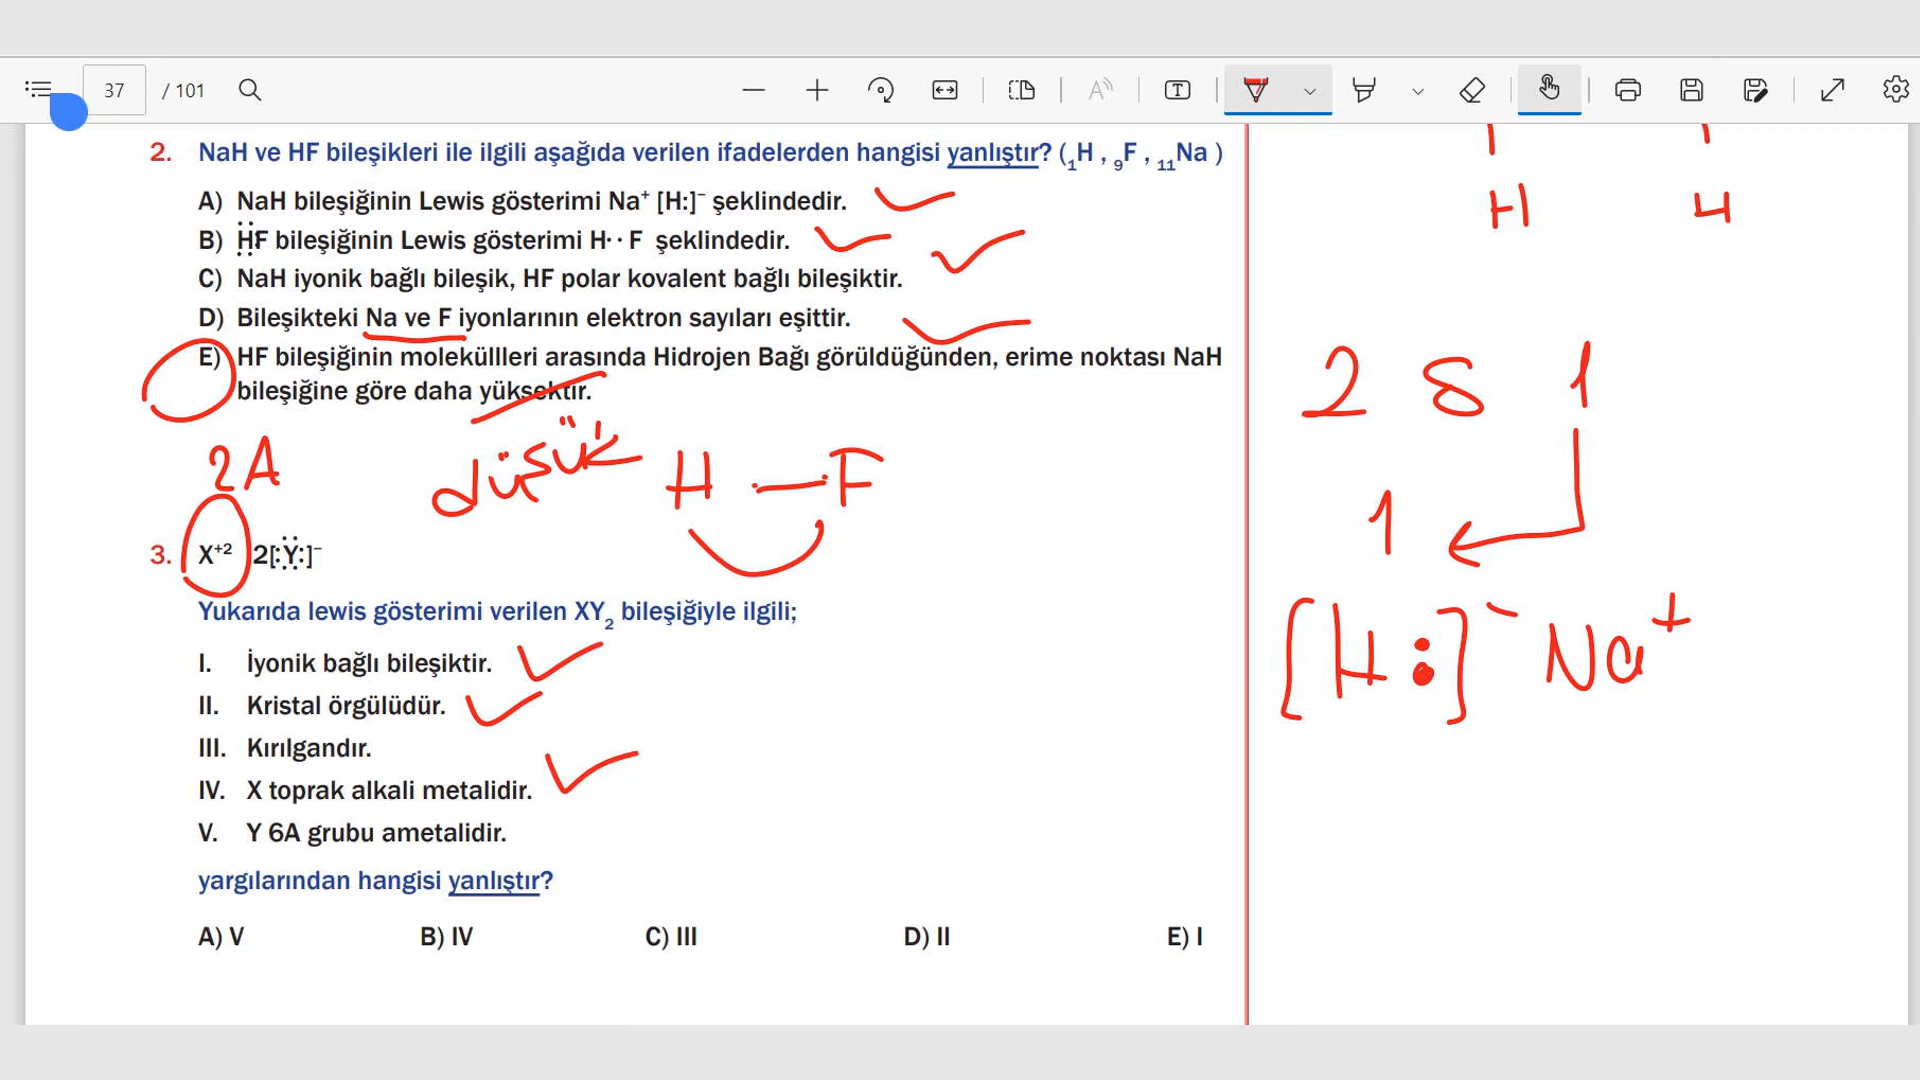 37 / 101
2. NaH ve HF bileşikleri ile ilgili aşağıda verilen ifadelerden hangisi yanlıştır? (₁H , ₉F , ₁₁Na )
A) NaH bileşiğinin Lewis gösterimi Na⁺ [H:]⁻ şeklindedir.
B) HF bileşiğinin Lewis gösterimi H·· F şeklindedir.
C) NaH iyonik bağlı bileşik, HF polar kovalent bağlı bileşiktir.
D) Bileşikteki Na ve F iyonlarının elektron sayıları eşittir.
E) HF bileşiğinin molekülleri arasında Hidrojen Bağı görüldüğünden, erime noktası NaH
bileşiğine göre daha yüksektir.
düşük
H — F
2A
3. X⁺² 2[:Y:]⁻
Yukarıda lewis gösterimi verilen XY₂ bileşiğiyle ilgili;
I. İyonik bağlı bileşiktir.
II. Kristal örgülüdür.
III. Kırılgandır.
IV. X toprak alkali metalidir.
V. Y 6A grubu ametalidir.
yargılarından hangisi yanlıştır?
A) V B) IV C) III D) II E) I
H H
2 8 1
1
[H:]⁻ Na⁺